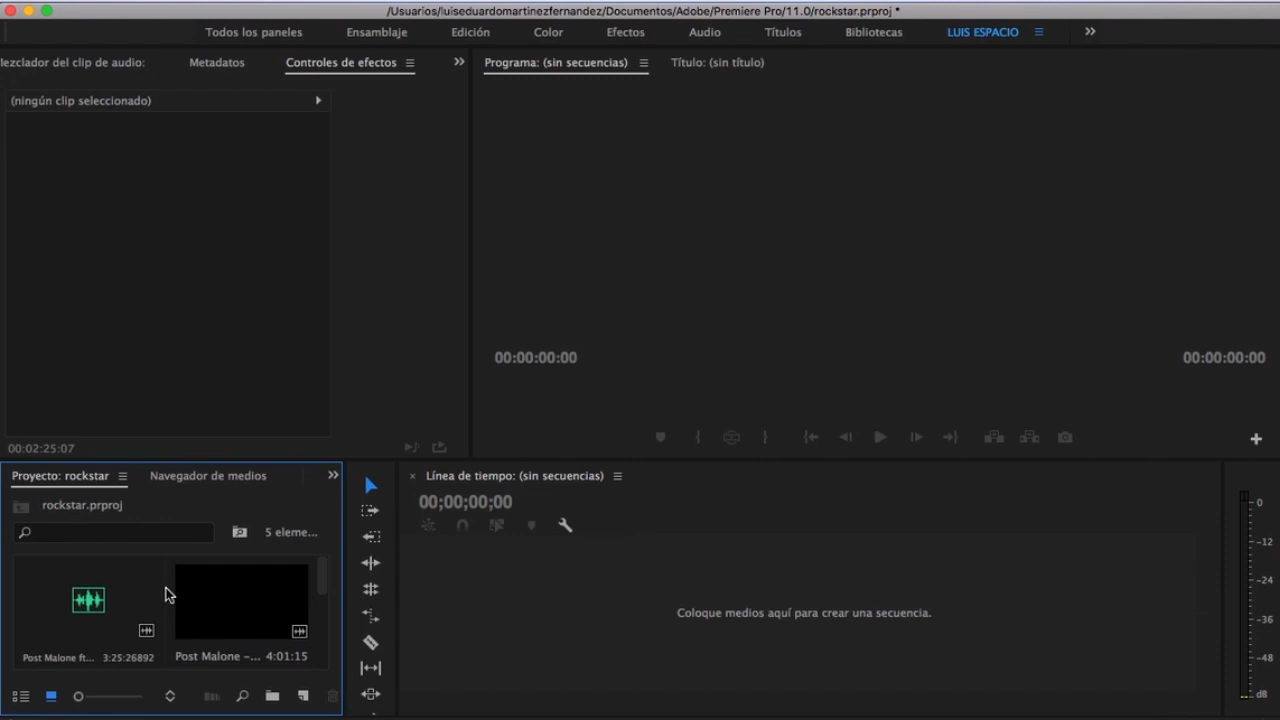 /Usuarios/luiseduardomartinezfernandez/Documentos/Adobe/Premiere Pro/11.0/rockstar.prproj *
Todos los paneles Ensamblaje Edición Color Efectos Audio Títulos Bibliotecas LUIS ESPACIO
lezclador del clip de audio: Metadatos Controles de efectos Programa: (sin secuencias) Título: (sin título)
(ningún clip seleccionado)
00:00:00:00 00:00:00:00
00:02:25:07
Proyecto: rockstar Navegador de medios Línea de tiempo: (sin secuencias)
rockstar.prproj 00;00;00;00
5 eleme...
Coloque medios aquí para crear una secuencia.
Post Malone ft... 3:25:26892 Post Malone -... 4:01:15
0
-12
-24
-36
-48
dB